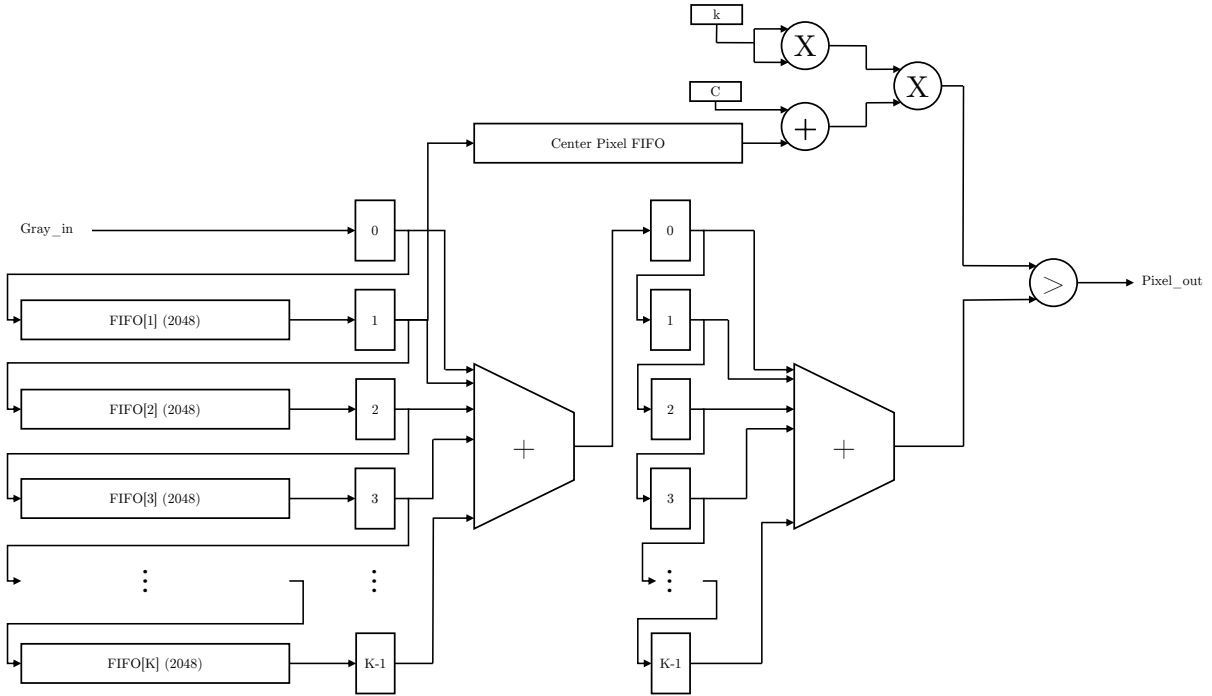 k
X
X
C
+
Center Pixel FIFO
Gray_in
0
0
>
Pixel_out
FIFO[1] (2048)
1
1
FIFO[2] (2048)
2
2
+
+
FIFO[3] (2048)
3
3
⋮
⋮
⋮
FIFO[K] (2048)
K-1
K-1